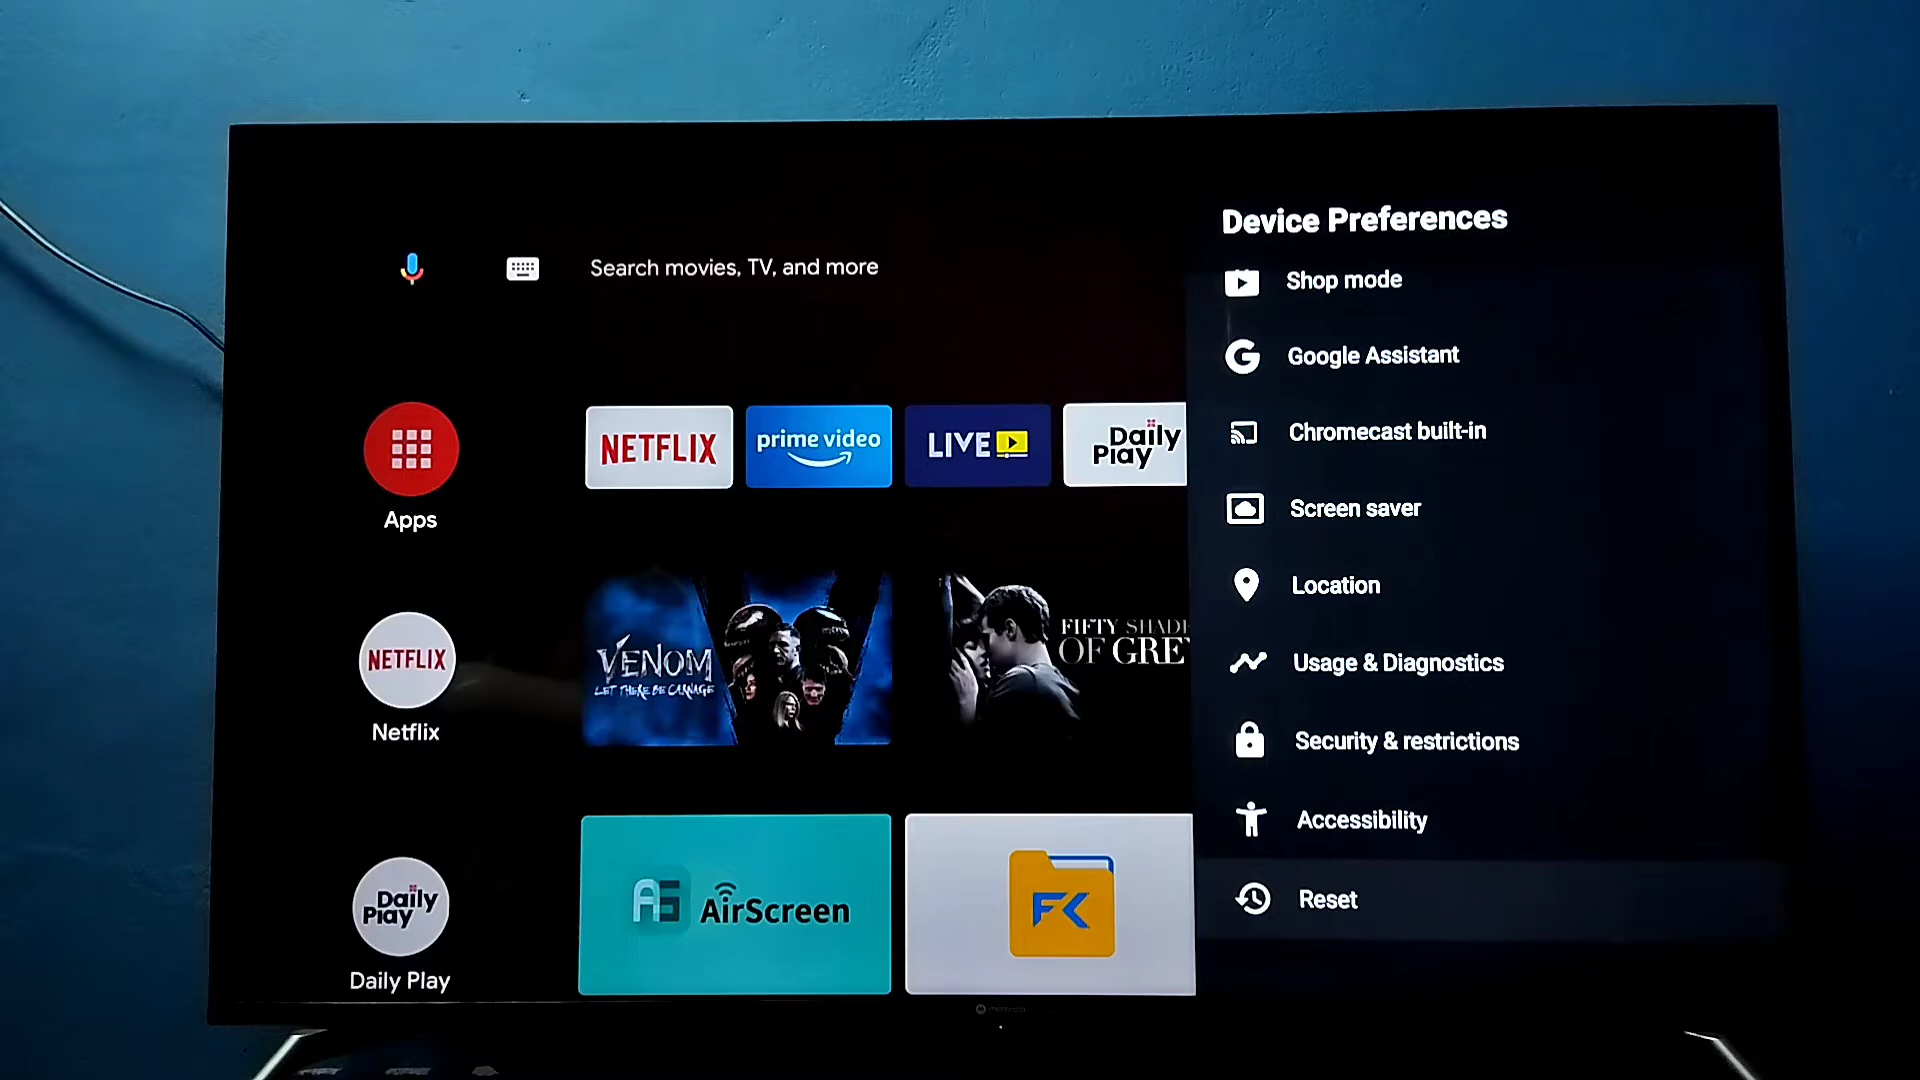 Search movies, TV, and more
Apps
NETFLIX
prime video
LIVE
Daily
Play
NETFLIX
Netflix
VENOM
LET THERE BE CARNAGE
FIFTY SHAD
OF GRE
Daily
Play
Daily Play
AS AirScreen
FK
Device Preferences
Shop mode
G Google Assistant
Chromecast built-in
Screen saver
Location
Usage & Diagnostics
Security & restrictions
Accessibility
Reset